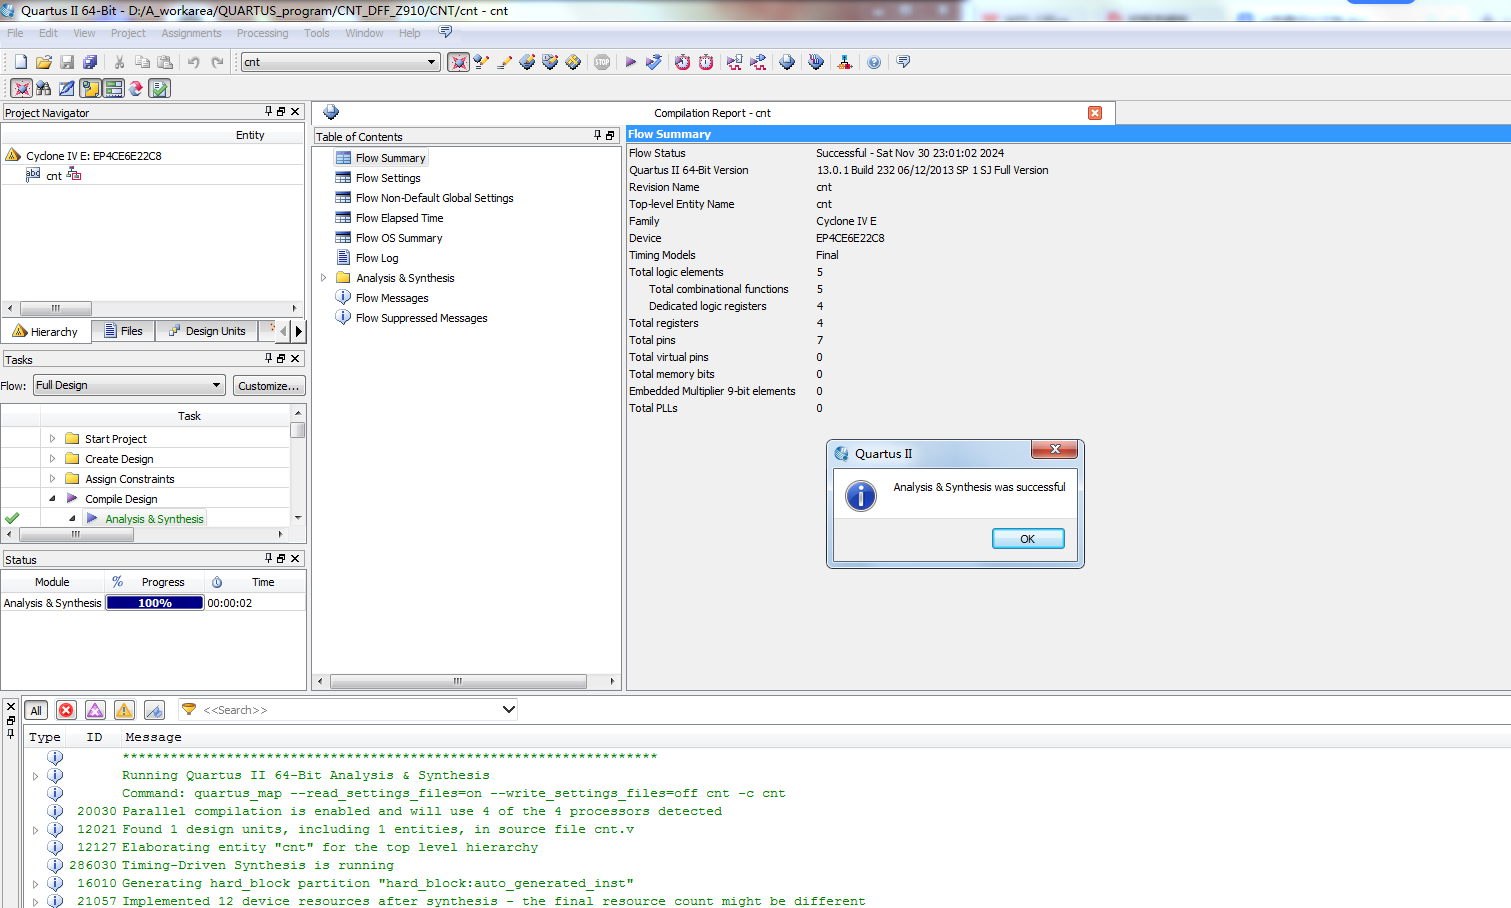 Quartus II 64-Bit - D:/A_workarea/QUARTUS_program/CNT_DFF_Z910/CNT/cnt - cnt
File Edit View Project Assignments Processing Tools Window Help
cnt
STOP
Project Navigator
Entity
Cyclone IV E: EP4CE6E22C8
abd cnt
Hierarchy Files Design Units
Tasks
Flow: Full Design Customize...
Task
Start Project
Create Design
Assign Constraints
Compile Design
Analysis & Synthesis
Status
Module % Progress Time
Analysis & Synthesis 100% 00:00:02
Compilation Report - cnt
Table of Contents
Flow Summary
Flow Settings
Flow Non-Default Global Settings
Flow Elapsed Time
Flow OS Summary
Flow Log
Analysis & Synthesis
Flow Messages
Flow Suppressed Messages
Flow Summary
Flow Status Successful - Sat Nov 30 23:01:02 2024
Quartus II 64-Bit Version 13.0.1 Build 232 06/12/2013 SP 1 SJ Full Version
Revision Name cnt
Top-level Entity Name cnt
Family Cyclone IV E
Device EP4CE6E22C8
Timing Models Final
Total logic elements 5
Total combinational functions 5
Dedicated logic registers 4
Total registers 4
Total pins 7
Total virtual pins 0
Total memory bits 0
Embedded Multiplier 9-bit elements 0
Total PLLs 0
Quartus II
Analysis & Synthesis was successful
OK
All <<Search>>
Type ID Message
*******************************************************************
Running Quartus II 64-Bit Analysis & Synthesis
Command: quartus_map --read_settings_files=on --write_settings_files=off cnt -c cnt
20030 Parallel compilation is enabled and will use 4 of the 4 processors detected
12021 Found 1 design units, including 1 entities, in source file cnt.v
12127 Elaborating entity "cnt" for the top level hierarchy
286030 Timing-Driven Synthesis is running
16010 Generating hard_block partition "hard_block:auto_generated_inst"
21057 Implemented 12 device resources after synthesis - the final resource count might be different